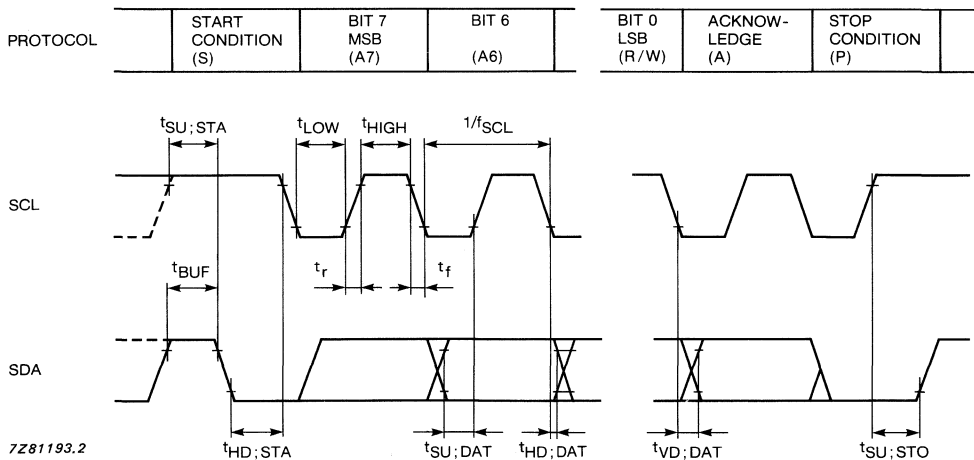 PROTOCOL
START
CONDITION
(S)
BIT 7
MSB
(A7)
BIT 6
(A6)
BIT 0
LSB
(R/W)
ACKNOW-
LEDGE
(A)
STOP
CONDITION
(P)
tSU;STA
tLOW
tHIGH
1/fSCL
SCL
tBUF
tr
tf
SDA
tHD;STA
tSU;DAT
tHD;DAT
tVD;DAT
tSU;STO
7Z81193.2